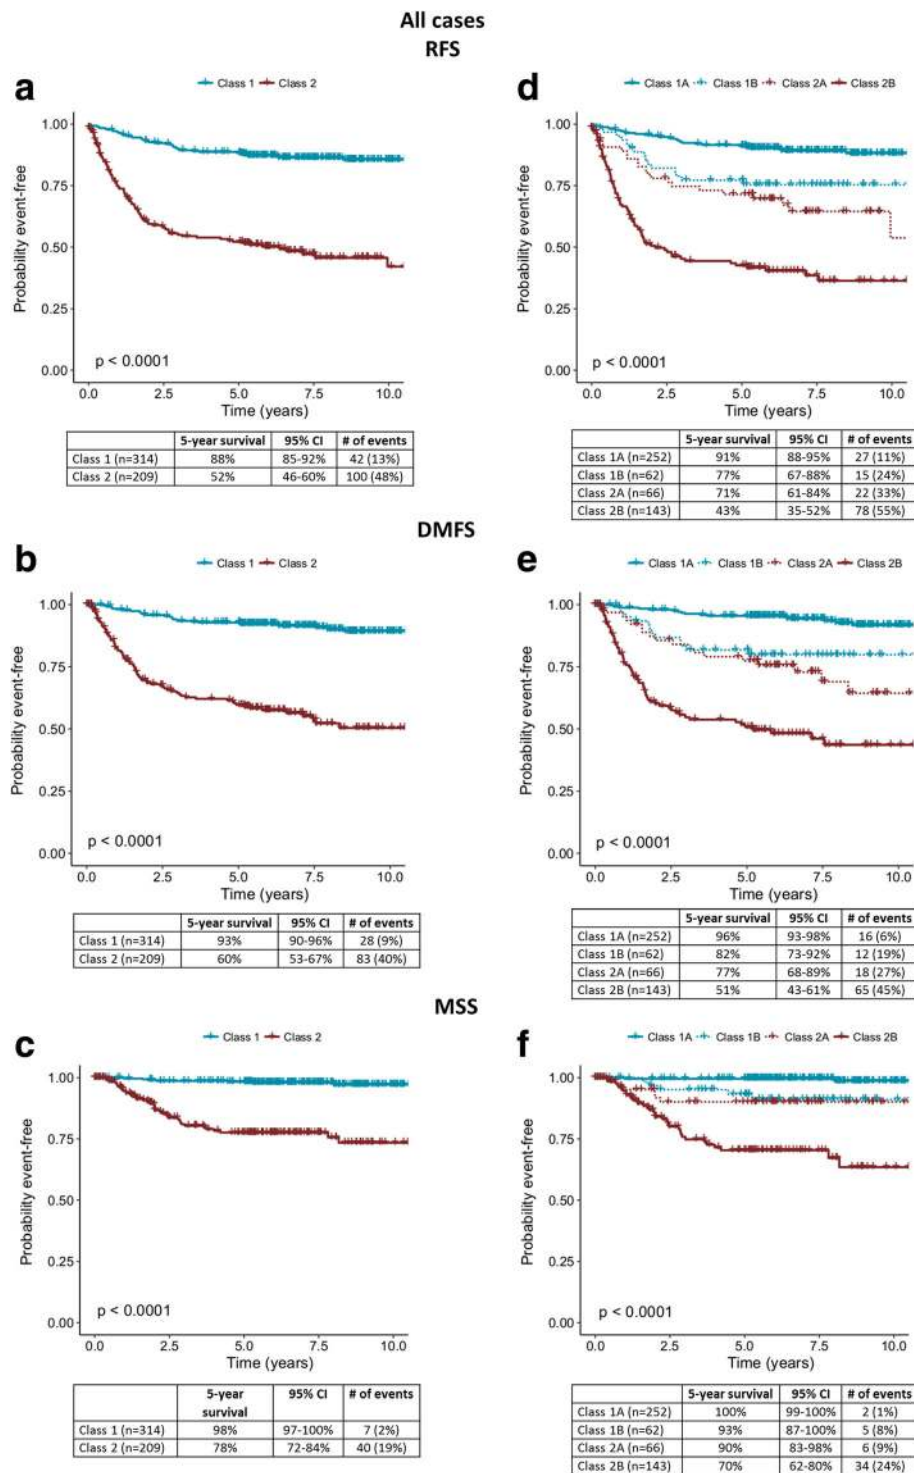 All cases
RFS
a
Class 1 Class 2
1.00
0.75
0.50
0.25
0.00
Probability event-free
p < 0.0001
0.0 2.5 5.0 7.5 10.0
Time (years)
5-year survival 95% CI # of events
Class 1 (n=314) 88% 85-92% 42 (13%)
Class 2 (n=209) 52% 46-60% 100 (48%)
d
Class 1A Class 1B Class 2A Class 2B
1.00
0.75
0.50
0.25
0.00
Probability event-free
p < 0.0001
0.0 2.5 5.0 7.5 10.0
Time (years)
5-year survival 95% CI # of events
Class 1A (n=252) 91% 88-95% 27 (11%)
Class 1B (n=62) 77% 67-88% 15 (24%)
Class 2A (n=66) 71% 61-84% 22 (33%)
Class 2B (n=143) 43% 35-52% 78 (55%)
DMFS
b
Class 1 Class 2
1.00
0.75
0.50
0.25
0.00
Probability event-free
p < 0.0001
0.0 2.5 5.0 7.5 10.0
Time (years)
5-year survival 95% CI # of events
Class 1 (n=314) 93% 90-96% 28 (9%)
Class 2 (n=209) 60% 53-67% 83 (40%)
e
Class 1A Class 1B Class 2A Class 2B
1.00
0.75
0.50
0.25
0.00
Probability event-free
p < 0.0001
0.0 2.5 5.0 7.5 10.0
Time (years)
5-year survival 95% CI # of events
Class 1A (n=252) 96% 93-98% 16 (6%)
Class 1B (n=62) 82% 73-92% 12 (19%)
Class 2A (n=66) 77% 68-89% 18 (27%)
Class 2B (n=143) 51% 43-61% 65 (45%)
MSS
c
Class 1 Class 2
1.00
0.75
0.50
0.25
0.00
Probability event-free
p < 0.0001
0.0 2.5 5.0 7.5 10.0
Time (years)
5-year 95% CI # of events
survival
Class 1 (n=314) 98% 97-100% 7 (2%)
Class 2 (n=209) 78% 72-84% 40 (19%)
f
Class 1A Class 1B Class 2A Class 2B
1.00
0.75
0.50
0.25
0.00
Probability event-free
p < 0.0001
0.0 2.5 5.0 7.5 10.0
Time (years)
5-year survival 95% CI # of events
Class 1A (n=252) 100% 99-100% 2 (1%)
Class 1B (n=62) 93% 87-100% 5 (8%)
Class 2A (n=66) 90% 83-98% 6 (9%)
Class 2B (n=143) 70% 62-80% 34 (24%)